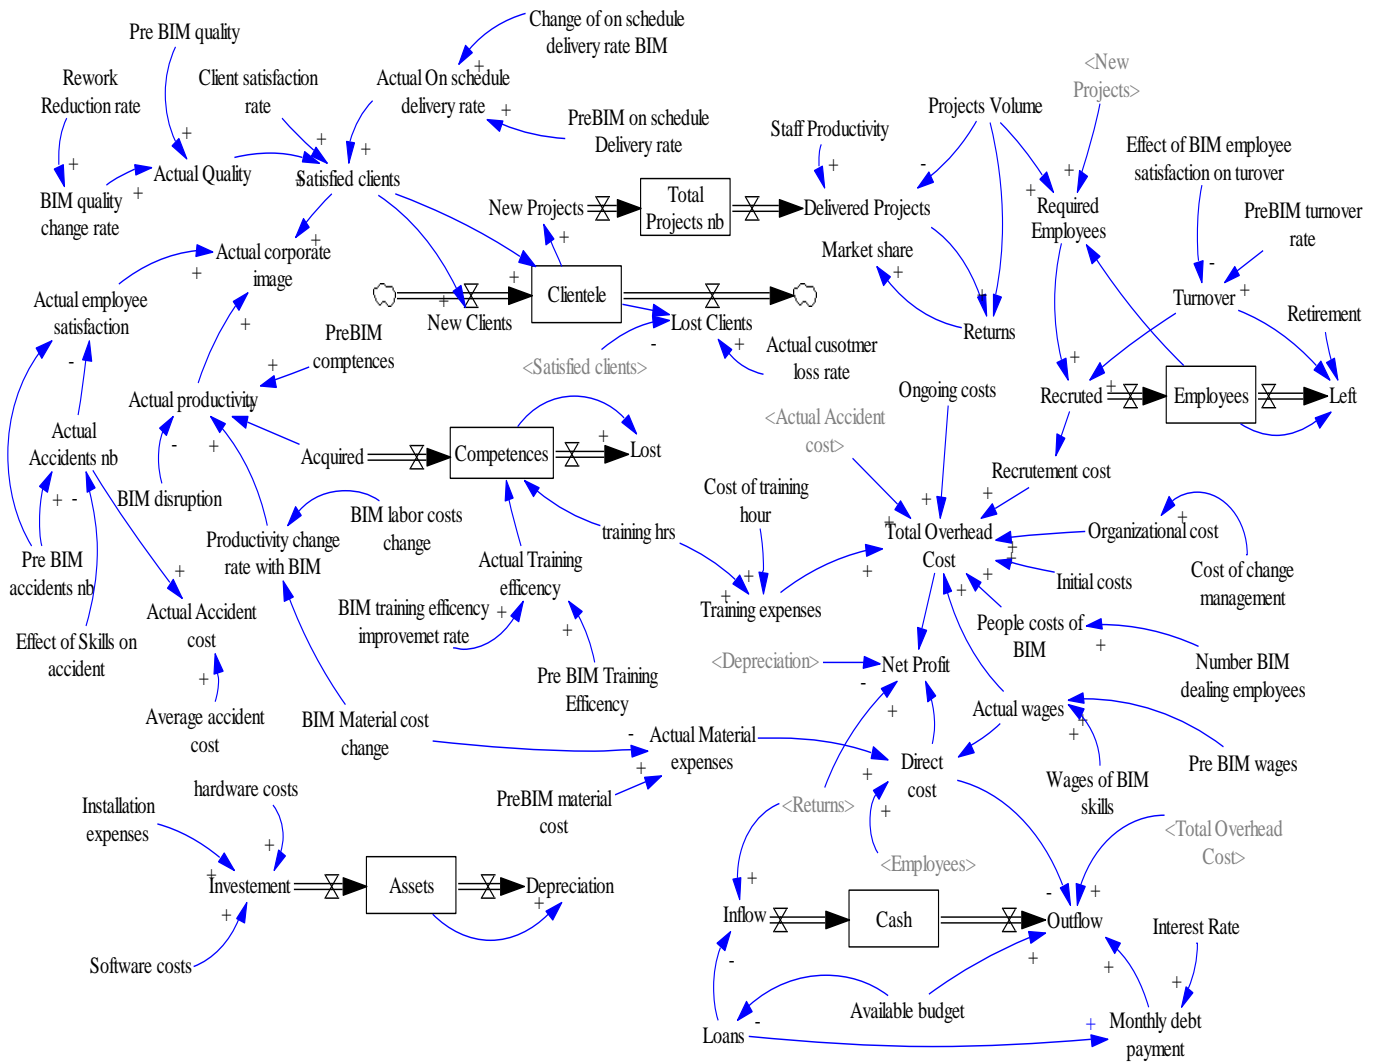 Pre BIM quality
Change of on schedule
delivery rate BIM
Rework
Reduction rate
Client satisfaction
rate
Actual On schedule
delivery rate
<New
Projects>
Projects Volume
PreBIM on schedule
Delivery rate
Staff Productivity
Effect of BIM employee
satisfaction on turover
Actual Quality
Satisfied clients
BIM quality
change rate
New Projects
Total
Projects nb
Delivered Projects
Required
Employees
PreBIM turnover
rate
Actual corporate
image
Market share
Actual employee
satisfaction
Clientele
New Clients
Lost Clients
Returns
Turnover
Retirement
PreBIM
comptences
<Satisfied clients>
Actual cusotmer
loss rate
Ongoing costs
Actual productivity
Recruted
Employees
Left
<Actual Accident
cost>
Actual
Accidents nb
Acquired
Competences
Lost
Recrutement cost
BIM disruption
Cost of training
hour
BIM labor costs
change
Productivity change
rate with BIM
training hrs
Total Overhead
Cost
Organizational cost
Pre BIM
accidents nb
Actual Training
efficency
Initial costs
Cost of change
management
Actual Accident
cost
BIM training efficency
improvemet rate
Training expenses
People costs of
BIM
Effect of Skills on
accident
<Depreciation>
Net Profit
Number BIM
dealing employees
Pre BIM Training
Efficency
Average accident
cost
BIM Material cost
change
Actual wages
Actual Material
expenses
Direct
cost
Pre BIM wages
Wages of BIM
skills
hardware costs
Installation
expenses
PreBIM material
cost
<Returns>
<Total Overhead
Cost>
<Employees>
Investement
Assets
Depreciation
Inflow
Cash
Outflow
Interest Rate
Software costs
Available budget
Loans
Monthly debt
payment